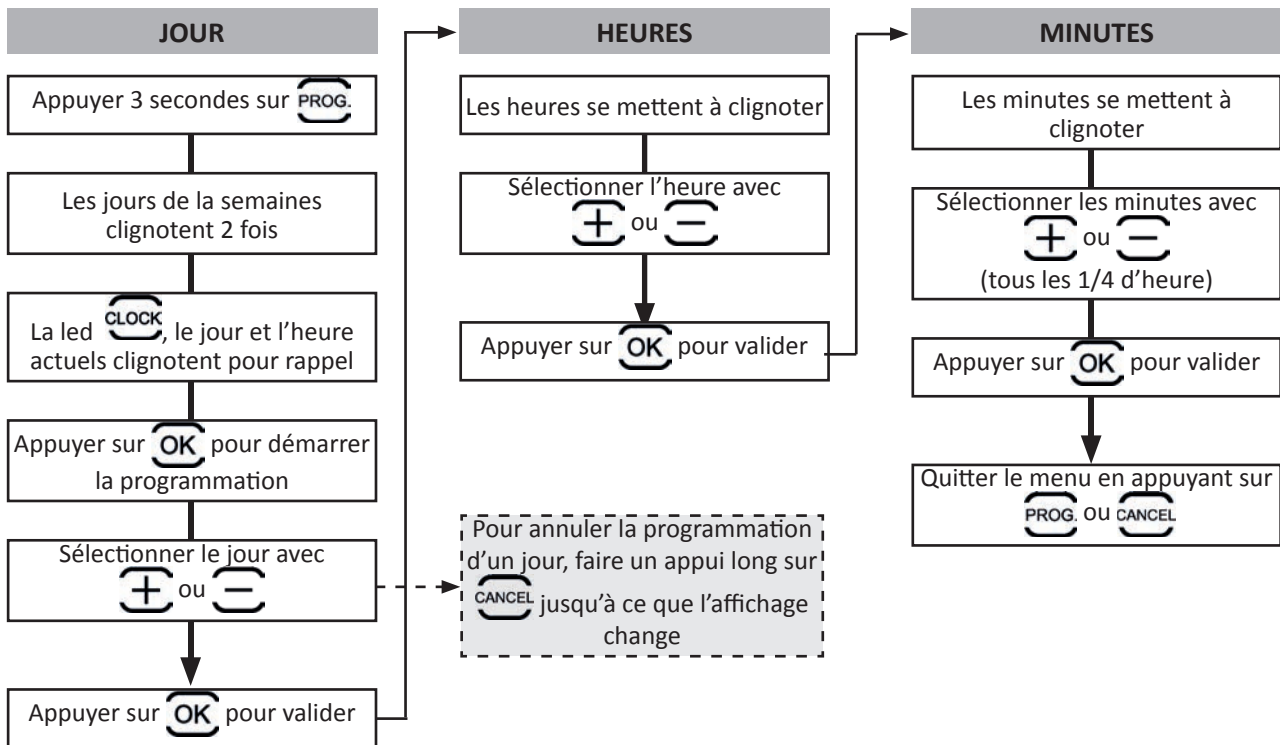 JOUR
Appuyer 3 secondes sur PROG.
Les jours de la semaines
clignotent 2 fois
La led CLOCK, le jour et l'heure
actuels clignotent pour rappel
Appuyer sur OK pour démarrer
la programmation
Sélectionner le jour avec
+ ou −
Appuyer sur OK pour valider
HEURES
Les heures se mettent à clignoter
Sélectionner l'heure avec
+ ou −
Appuyer sur OK pour valider
Pour annuler la programmation
d'un jour, faire un appui long sur
CANCEL jusqu'à ce que l'affichage
change
MINUTES
Les minutes se mettent à
clignoter
Sélectionner les minutes avec
+ ou −
(tous les 1/4 d'heure)
Appuyer sur OK pour valider
Quitter le menu en appuyant sur
PROG. ou CANCEL